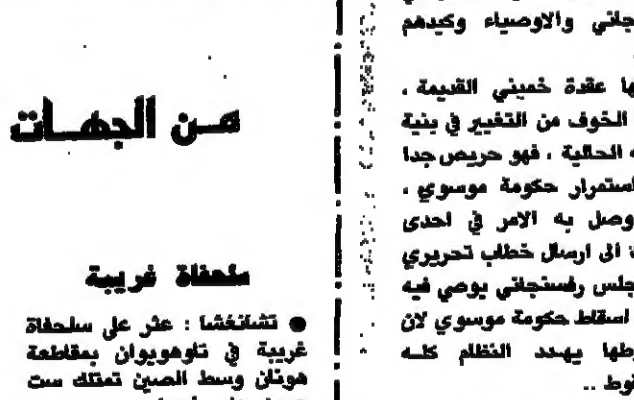 جاني والاوصياء وكيدهم
ها عقدة خميني القديمة ،
الخوف من التغيير في بنية
ه الحالية ، فهو حريص جدا
استمرار حكومة موسوي ،
وصل به الامر في احدى
ت الى ارسال خطاب تحريري
جلس رفسنجاني يوصي فيه
اسقاط حكومة موسوي لان
وطها يهدد النظام كله
قوط ..
من الجهات
سلحفاة غريبة
● تشانغشا : عثر على سلحفاة
غريبة في تاوهويوان بمقاطعة
هونان وسط الصين تمتلك ست